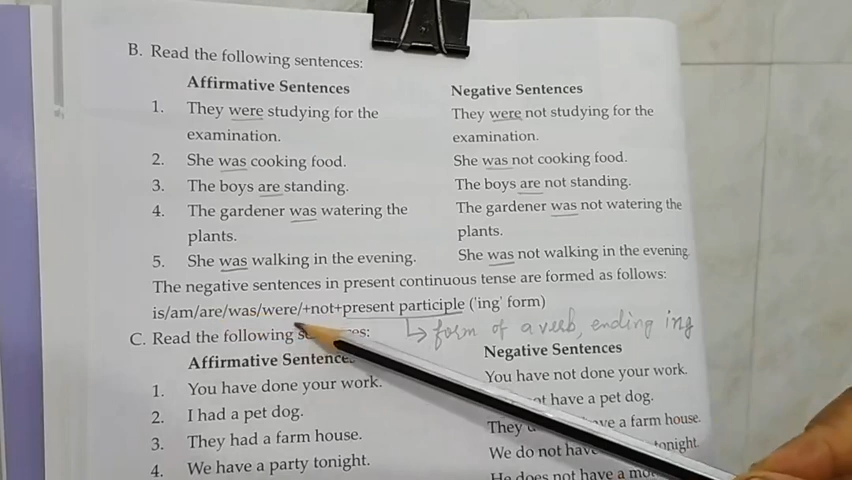 B. Read the following sentences:
Affirmative Sentences Negative Sentences
1. They were studying for the They were not studying for the
examination. examination.
2. She was cooking food. She was not cooking food.
3. The boys are standing. The boys are not standing.
4. The gardener was watering the The gardener was not watering the
plants. plants.
5. She was walking in the evening. She was not walking in the evening.
The negative sentences in present continuous tense are formed as follows:
is/am/are/was/were/+not+present participle ('ing' form)
↳ form of a verb, ending ing
C. Read the following
Affirmative Sentence Negative Sentences
1. You have done your work. You have not done your work.
2. I had a pet dog. have a pet dog.
3. They had a farm house. They a farm house.
4. We have a party tonight. We do not tonight.
He does not have a